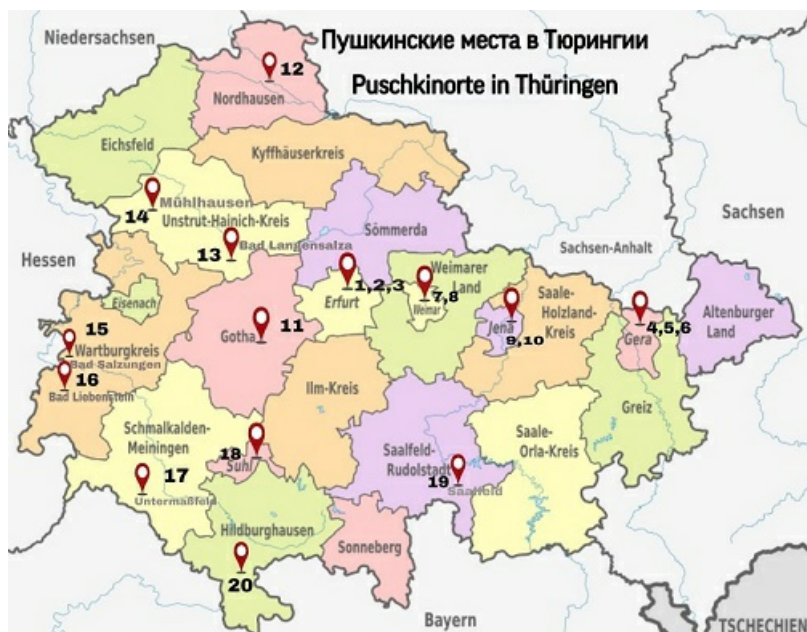 Niedersachsen
Пушкинские места в Тюрингии
Puschkinorte in Thüringen
12
Nordhausen
Eichsfeld
Kyffhäuserkreis
Mühlhausen
14
Unstrut-Hainich-Kreis
Sömmerda
Sachsen
13
Bad Langensalza
Sachsen-Anhalt
Hessen
Weimarer
Land
Eisenach
1,2,3
Erfurt
7,8
Weimar
Saale-
Holzland-
Kreis
Altenburger
Land
15
Wartburgkreis
Gotha
11
Jena
9,10
4,5,6
Gera
Bad Salzungen
16
Bad Liebenstein
Ilm-Kreis
Greiz
Schmalkalden-
Meiningen
18
Suhl
Saalfeld-
Rudolstadt
Saale-
Orla-Kreis
17
19
Saalfeld
Untermaßfeld
Hildburghausen
Sonneberg
20
Bayern
TSCHECHIEN